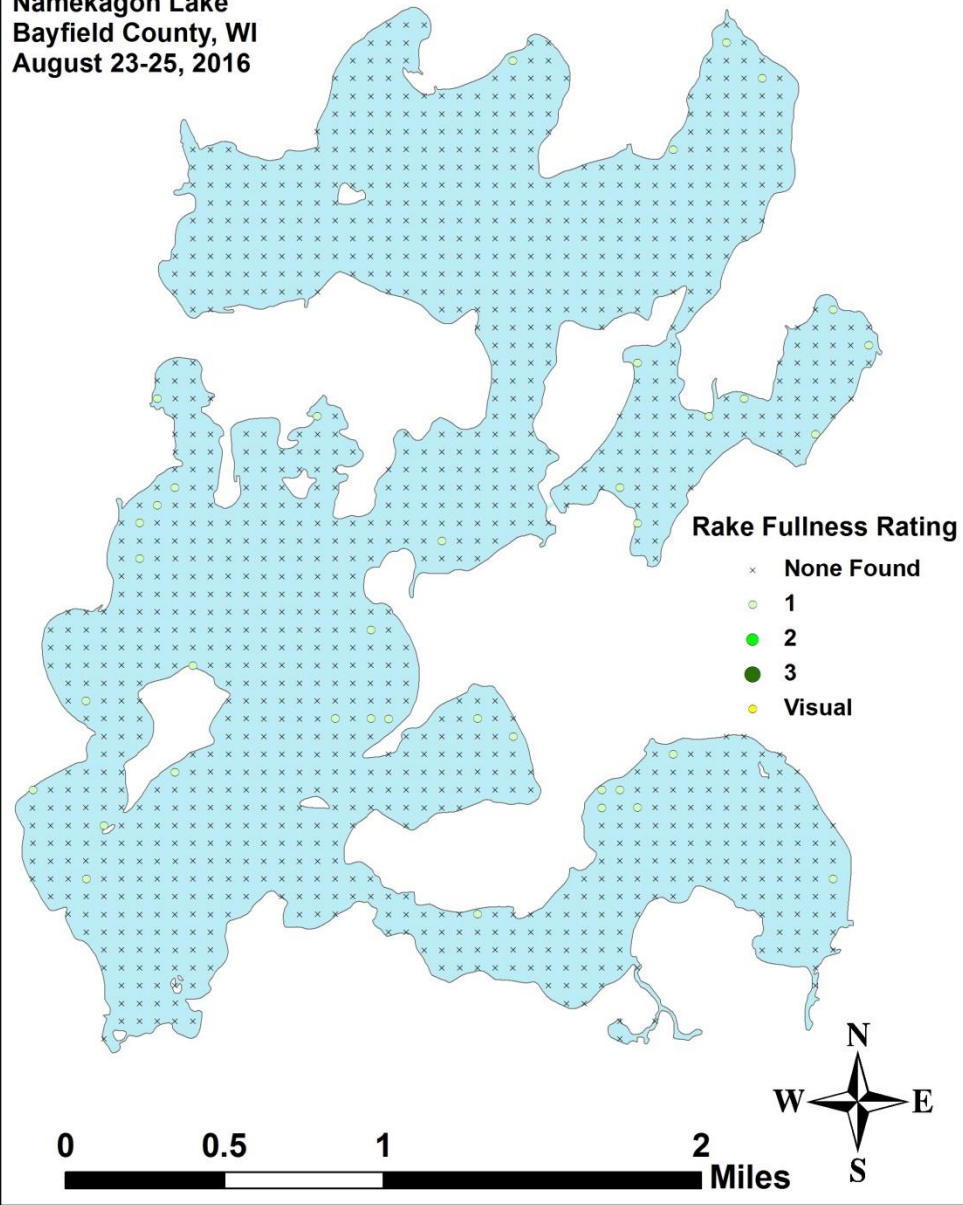 Namekagon Lake
Bayfield County, WI
August 23-25, 2016
Rake Fullness Rating
None Found
1
2
3
Visual
N
W E
S
0 0.5 1 2
Miles